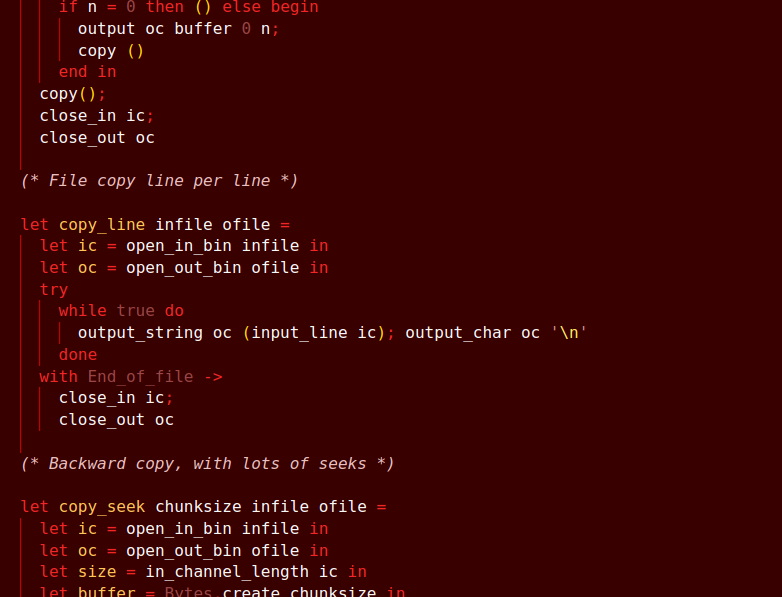 if n = 0 then () else begin
output oc buffer 0 n;
copy ()
end in
copy();
close_in ic;
close_out oc
(* File copy line per line *)
let copy_line infile ofile =
let ic = open_in_bin infile in
let oc = open_out_bin ofile in
try
while true do
output_string oc (input_line ic); output_char oc '\n'
done
with End_of_file ->
close_in ic;
close_out oc
(* Backward copy, with lots of seeks *)
let copy_seek chunksize infile ofile =
let ic = open_in_bin infile in
let oc = open_out_bin ofile in
let size = in_channel_length ic in
let buffer = Bytes.create chunksize in